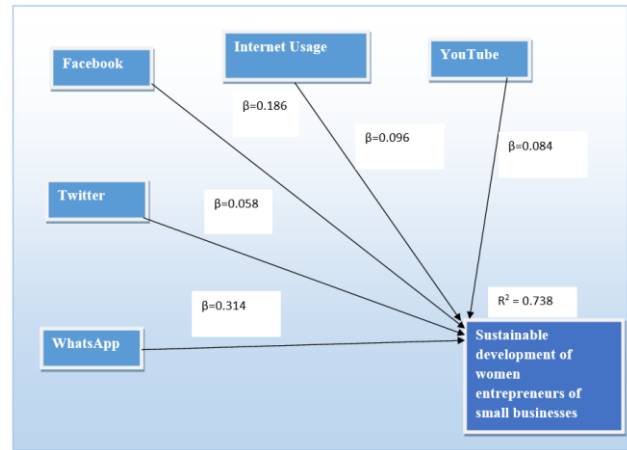 Internet Usage
YouTube
Facebook
β=0.186
β=0.096
β=0.084
Twitter
β=0.058
β=0.314
R² = 0.738
WhatsApp
Sustainable
development of
women
entrepreneurs of
small businesses